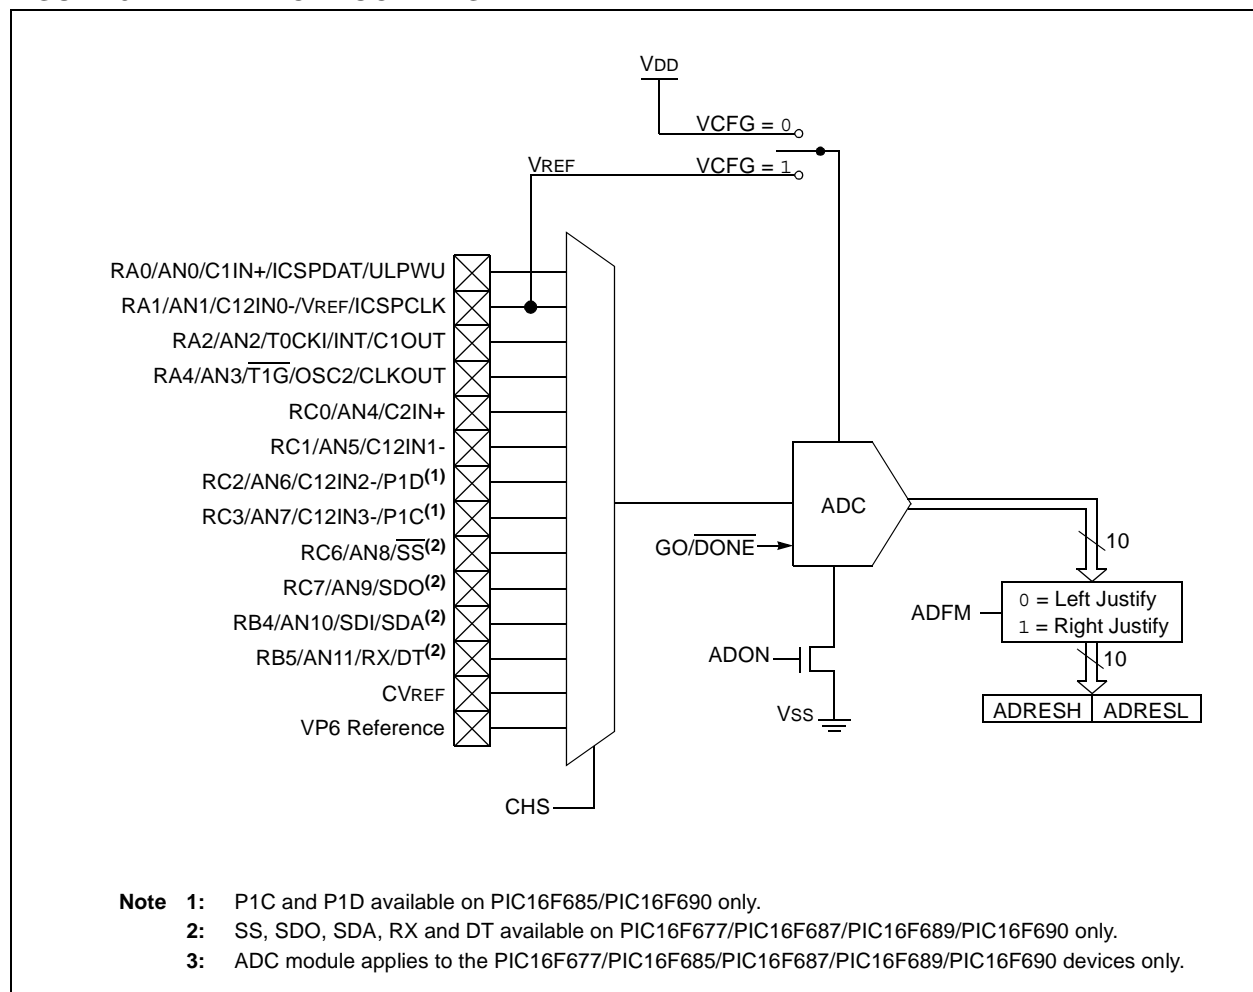 VDD
VCFG = 0
VREF
VCFG = 1
RA0/AN0/C1IN+/ICSPDAT/ULPWU
RA1/AN1/C12IN0-/VREF/ICSPCLK
RA2/AN2/T0CKI/INT/C1OUT
RA4/AN3/T1G/OSC2/CLKOUT
RC0/AN4/C2IN+
RC1/AN5/C12IN1-
RC2/AN6/C12IN2-/P1D(1)
RC3/AN7/C12IN3-/P1C(1)
RC6/AN8/SS(2)
RC7/AN9/SDO(2)
RB4/AN10/SDI/SDA(2)
RB5/AN11/RX/DT(2)
CVREF
VP6 Reference
CHS
ADC
GO/DONE
ADON
VSS
10
ADFM
0 = Left Justify
1 = Right Justify
10
ADRESH ADRESL
Note 1: P1C and P1D available on PIC16F685/PIC16F690 only.
2: SS, SDO, SDA, RX and DT available on PIC16F677/PIC16F687/PIC16F689/PIC16F690 only.
3: ADC module applies to the PIC16F677/PIC16F685/PIC16F687/PIC16F689/PIC16F690 devices only.